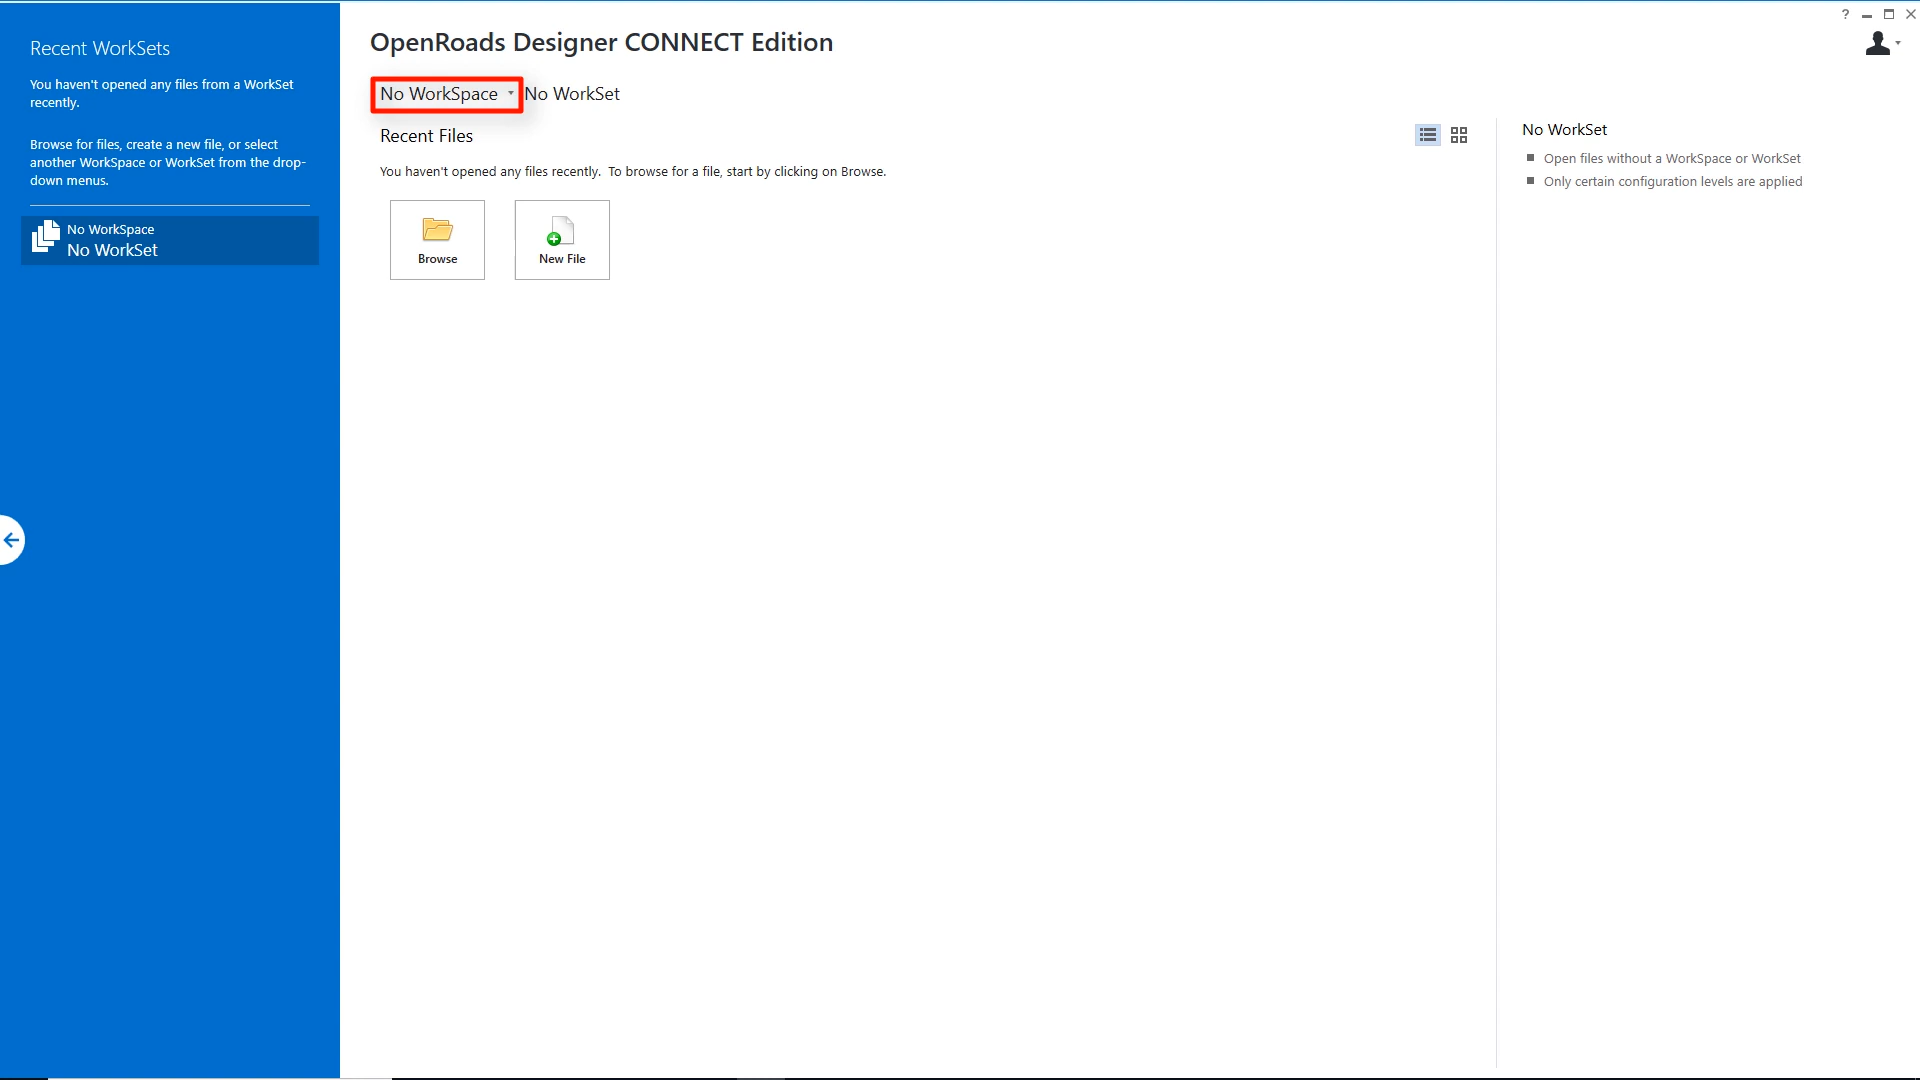 Recent WorkSets
You haven't opened any files from a WorkSet
recently.
Browse for files, create a new file, or select
another WorkSpace or WorkSet from the drop-
down menus.
No WorkSpace
No WorkSet
?
OpenRoads Designer CONNECT Edition
No WorkSpace No WorkSet
Recent Files
You haven't opened any files recently.  To browse for a file, start by clicking on Browse.
Browse
New File
No WorkSet
Open files without a WorkSpace or WorkSet
Only certain configuration levels are applied